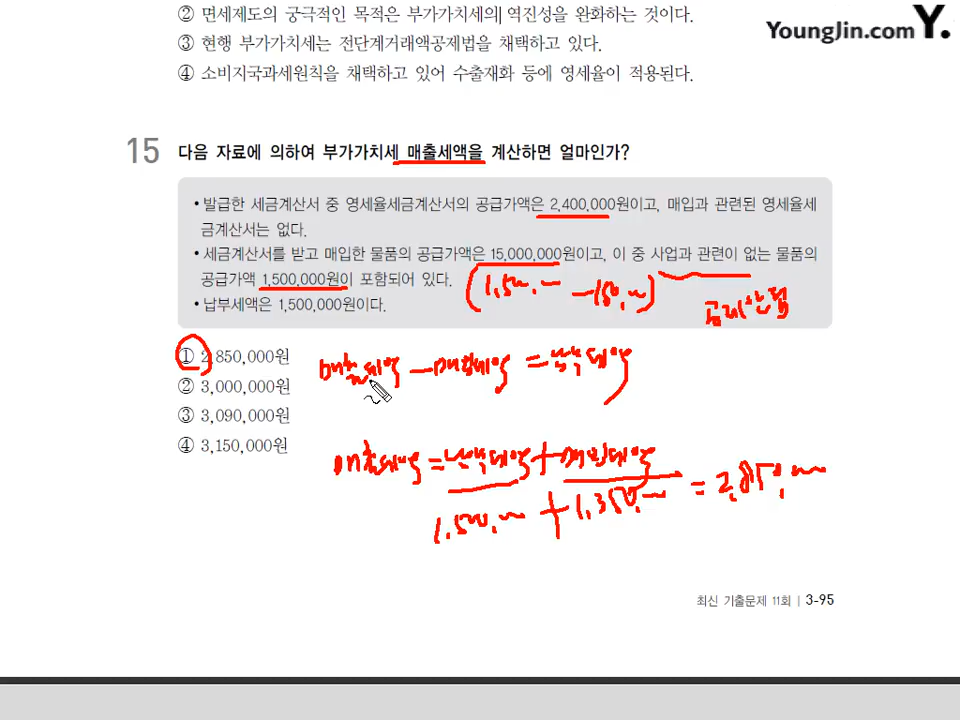 ② 면세제도의 궁극적인 목적은 부가가치세의 역진성을 완화하는 것이다.
YoungJin.com Y.
③ 현행 부가가치세는 전단계거래액공제법을 채택하고 있다.
④ 소비지국과세원칙을 채택하고 있어 수출재화 등에 영세율이 적용된다.
15 다음 자료에 의하여 부가가치세 매출세액을 계산하면 얼마인가?
• 발급한 세금계산서 중 영세율세금계산서의 공급가액은 2,400,000원이고, 매입과 관련된 영세율세
금계산서는 없다.
• 세금계산서를 받고 매입한 물품의 공급가액은 15,000,000원이고, 이 중 사업과 관련이 없는 물품의
공급가액 1,500,000원이 포함되어 있다.
• 납부세액은 1,500,000원이다.
① 2,850,000원
매출세액 - 매입세액 = 납부세액
② 3,000,000원
③ 3,090,000원
④ 3,150,000원
매출세액 = 납부세액 + 매입세액
최신 기출문제 11회 | 3-95